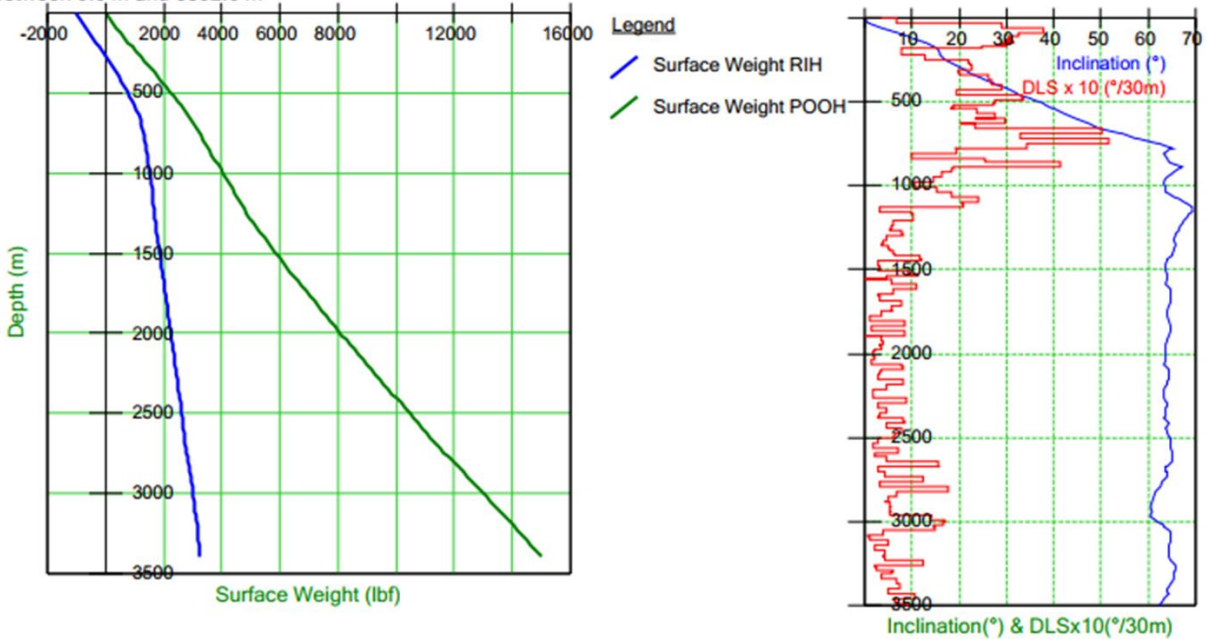 -2000 2000 4000 6000 8000 10000 12000 16000
500
1000
1500
2000
2500
3000
3500
Depth (m)
Surface Weight (lbf)
Legend
Surface Weight RIH
Surface Weight POOH
10 20 30 40 50 60 70
Inclination (°)
DLS x 10 (°/30m)
500
1000
1500
2000
2500
3000
3500
Inclination(°) & DLSx10(°/30m)